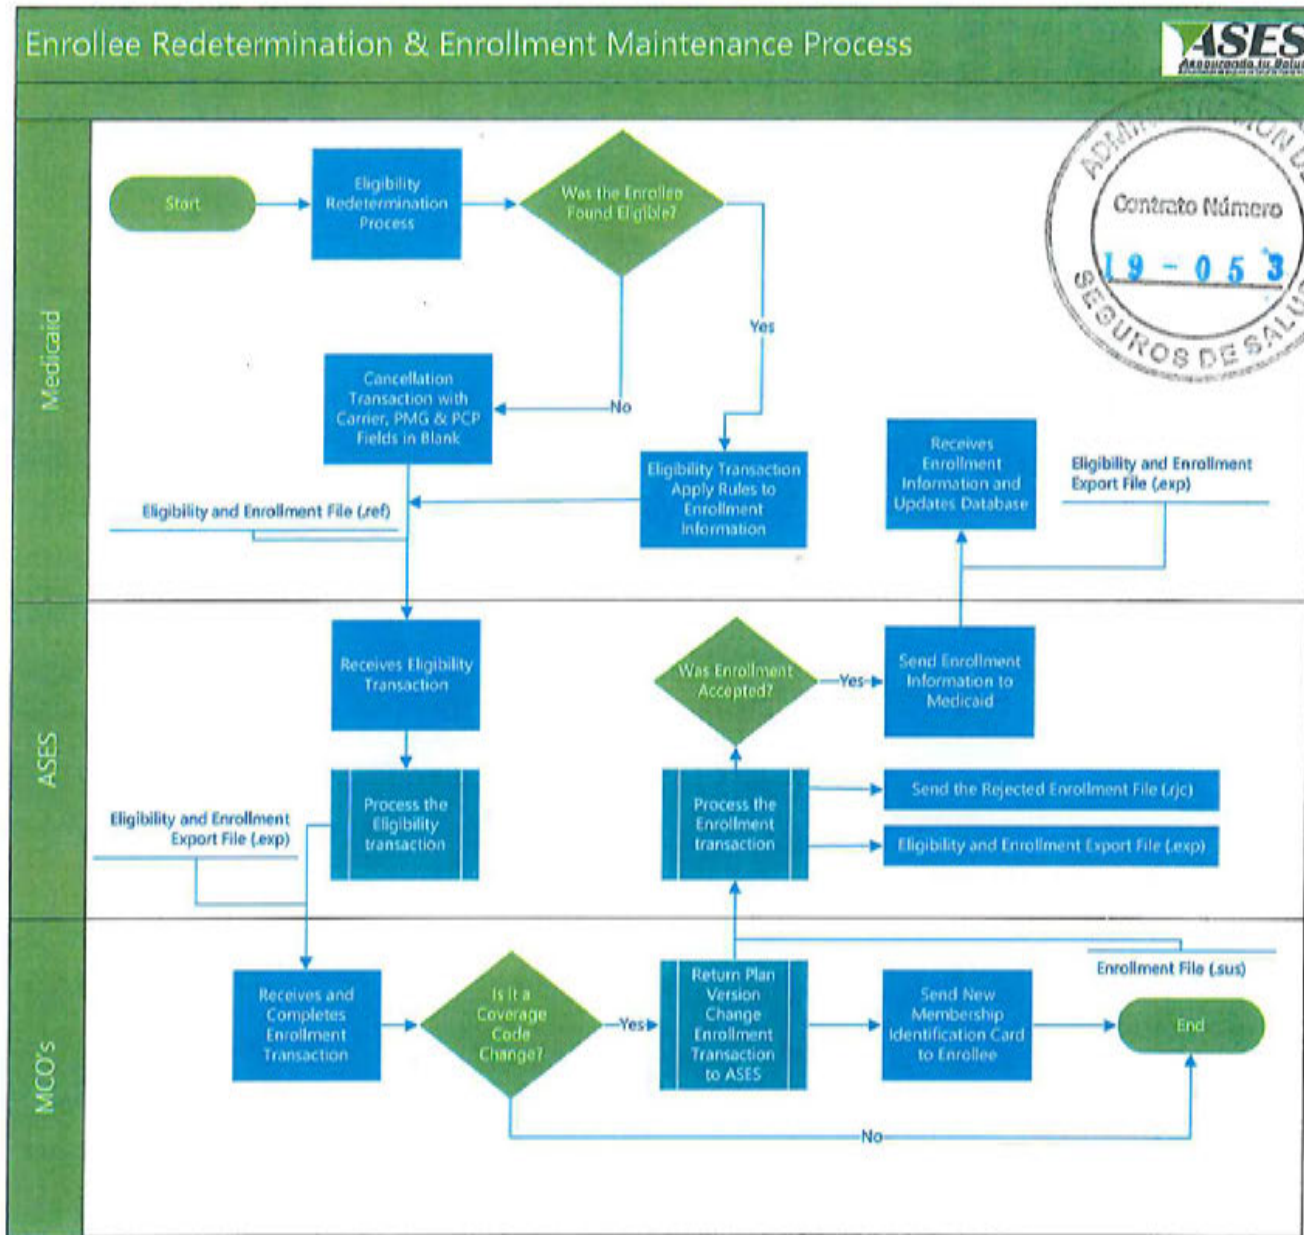 Enrollee Redetermination & Enrollment Maintenance Process
ASES
ADMINISTRACION DE
Contrato Número
19 - 05 3
SEGUROS DE SALUD
Medicaid
Start
Eligibility
Redetermination
Process
Was the Enrollee
Found Eligible?
Yes
No
Cancellation
Transaction with
Carrier, PMG & PCP
Fields in Blank
Eligibility Transaction
Apply Rules to
Enrollment
Information
Receives
Enrollment
Information and
Updates Database
Eligibility and Enrollment
Export File (.exp)
Eligibility and Enrollment File (.ref)
ASES
Receives Eligibility
Transaction
Was Enrollment
Accepted?
Yes
Send Enrollment
Information to
Medicaid
Process the
Eligibility
transaction
Process the
Enrollment
transaction
Send the Rejected Enrollment File (.rjc)
Eligibility and Enrollment Export File (.exp)
Eligibility and Enrollment
Export File (.exp)
MCO's
Receives and
Completes
Enrollment
Transaction
Is it a
Coverage
Code
Change?
Yes
Return Plan
Version
Change
Enrollment
Transaction
to ASES
Send New
Membership
Identification Card
to Enrollee
Enrollment File (.sus)
End
No